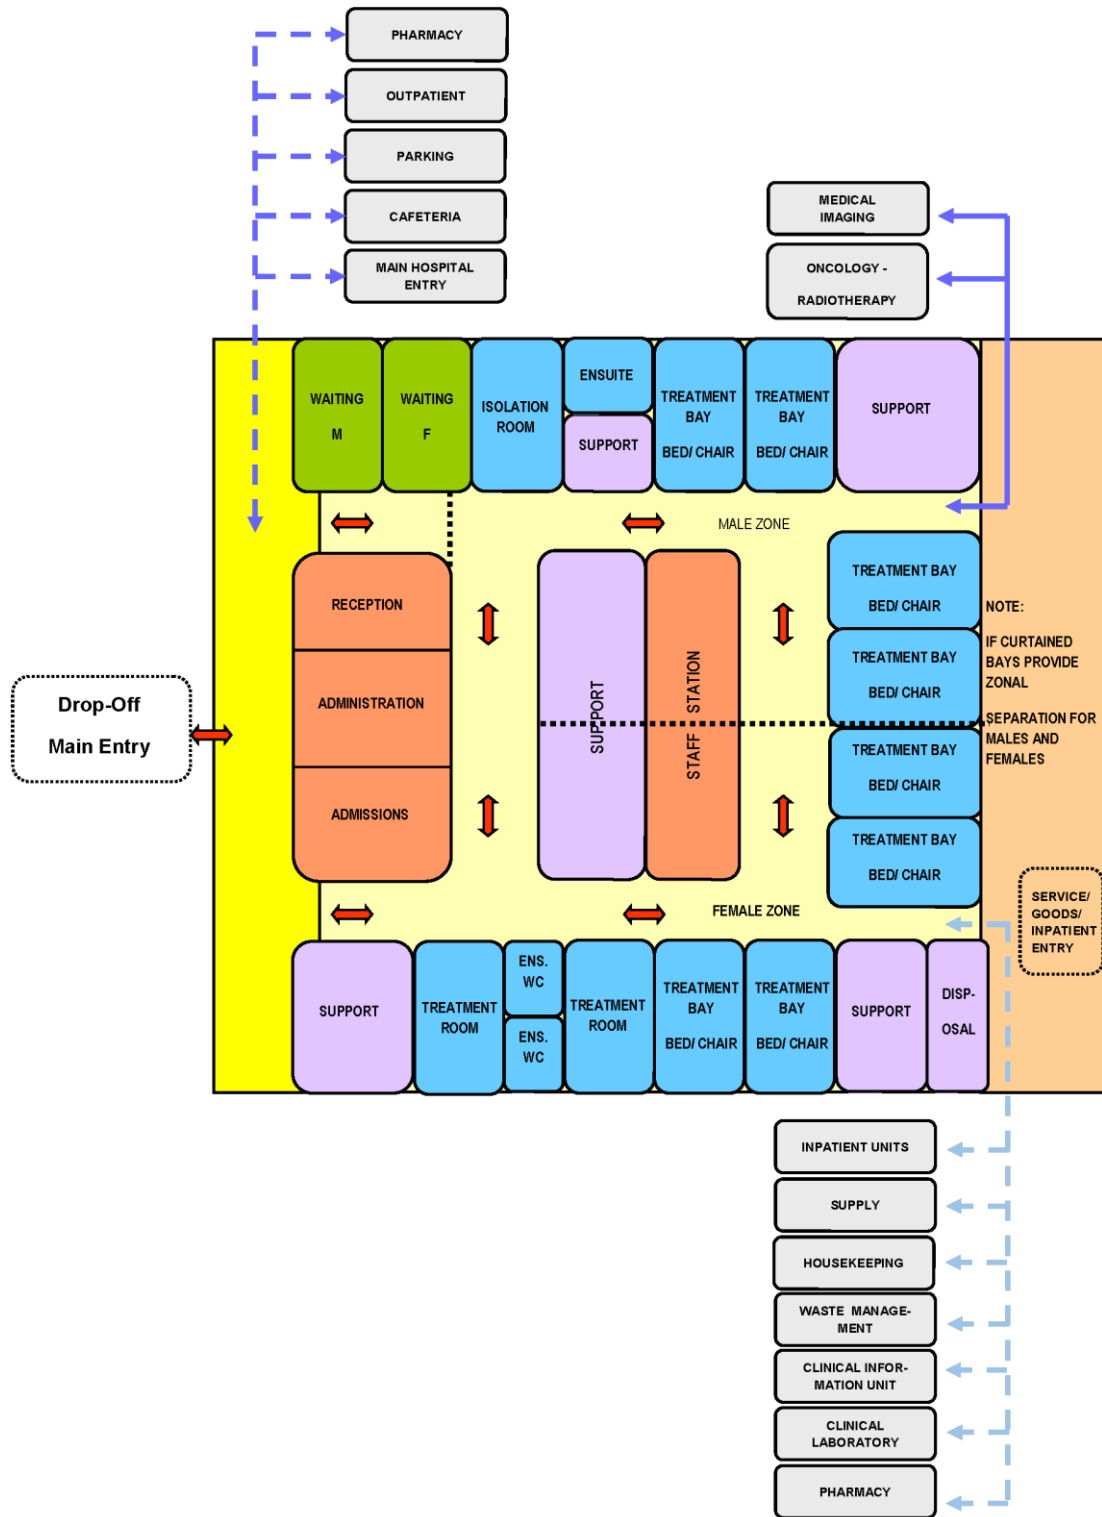 PHARMACY
OUTPATIENT
PARKING
CAFETERIA
MAIN HOSPITAL
ENTRY
MEDICAL
IMAGING
ONCOLOGY -
RADIOTHERAPY
WAITING
M
WAITING
F
ISOLATION
ROOM
ENSUITE
SUPPORT
TREATMENT
BAY
BED/ CHAIR
TREATMENT
BAY
BED/ CHAIR
SUPPORT
MALE ZONE
RECEPTION
ADMINISTRATION
ADMISSIONS
SUPPORT
STAFF STATION
TREATMENT BAY
BED/ CHAIR
TREATMENT BAY
BED/ CHAIR
TREATMENT BAY
BED/ CHAIR
TREATMENT BAY
BED/ CHAIR
NOTE:
IF CURTAINED
BAYS PROVIDE
ZONAL
SEPARATION FOR
MALES AND
FEMALES
Drop-Off
Main Entry
FEMALE ZONE
SERVICE/
GOODS/
INPATIENT
ENTRY
SUPPORT
TREATMENT
ROOM
ENS.
WC
ENS.
WC
TREATMENT
ROOM
TREATMENT
BAY
BED/ CHAIR
TREATMENT
BAY
BED/ CHAIR
SUPPORT
DISP-
OSAL
INPATIENT UNITS
SUPPLY
HOUSEKEEPING
WASTE MANAGE-
MENT
CLINICAL INFOR-
MATION UNIT
CLINICAL
LABORATORY
PHARMACY